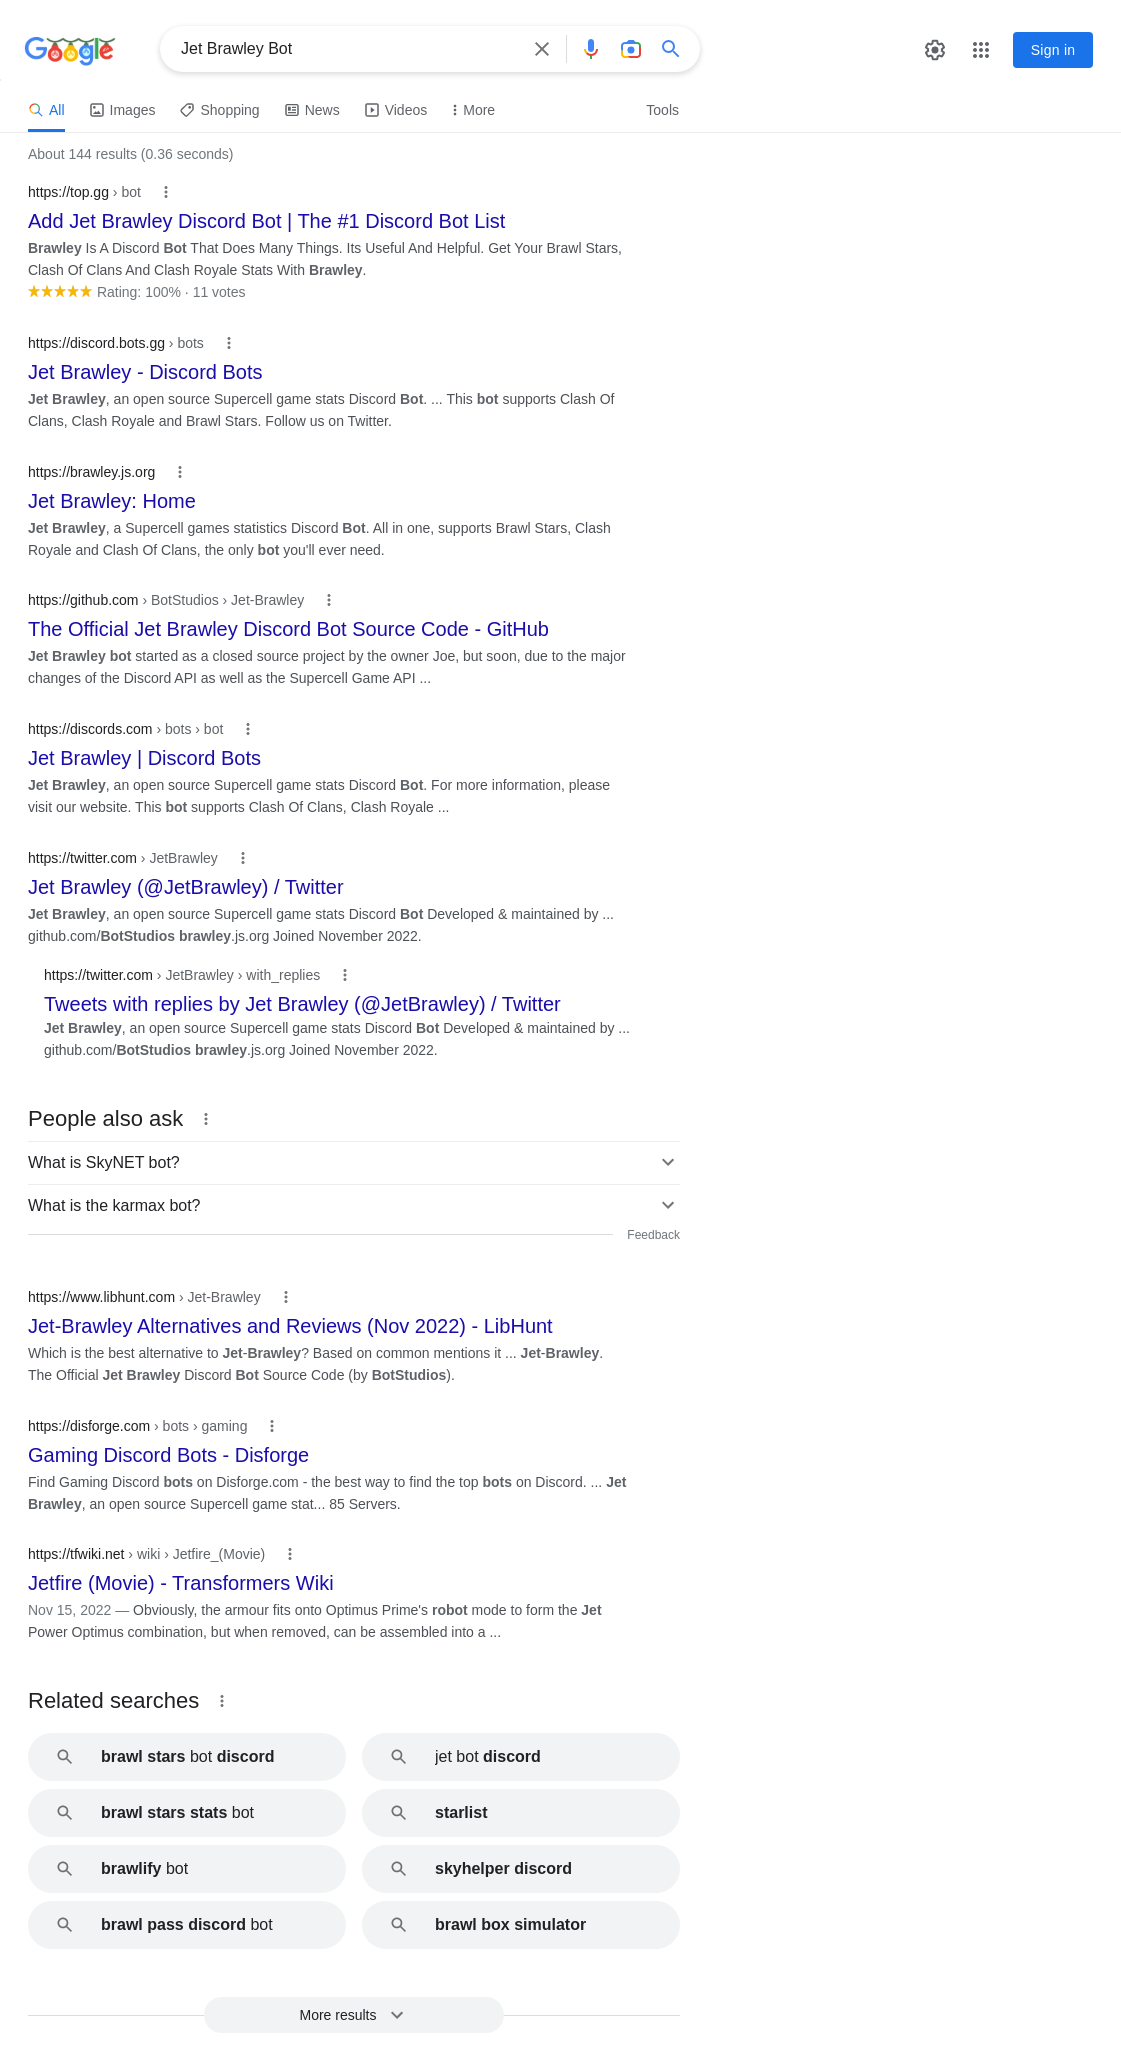 Google
Jet Brawley Bot
Sign in
All
Images
Shopping
News
Videos
More
Tools
About 144 results (0.36 seconds)
https://top.gg › bot
Add Jet Brawley Discord Bot | The #1 Discord Bot List
Brawley Is A Discord Bot That Does Many Things. Its Useful And Helpful. Get Your Brawl Stars,
Clash Of Clans And Clash Royale Stats With Brawley.
Rating: 100% · 11 votes
https://discord.bots.gg › bots
Jet Brawley - Discord Bots
Jet Brawley, an open source Supercell game stats Discord Bot. ... This bot supports Clash Of
Clans, Clash Royale and Brawl Stars. Follow us on Twitter.
https://brawley.js.org
Jet Brawley: Home
Jet Brawley, a Supercell games statistics Discord Bot. All in one, supports Brawl Stars, Clash
Royale and Clash Of Clans, the only bot you'll ever need.
https://github.com › BotStudios › Jet-Brawley
The Official Jet Brawley Discord Bot Source Code - GitHub
Jet Brawley bot started as a closed source project by the owner Joe, but soon, due to the major
changes of the Discord API as well as the Supercell Game API ...
https://discords.com › bots › bot
Jet Brawley | Discord Bots
Jet Brawley, an open source Supercell game stats Discord Bot. For more information, please
visit our website. This bot supports Clash Of Clans, Clash Royale ...
https://twitter.com › JetBrawley
Jet Brawley (@JetBrawley) / Twitter
Jet Brawley, an open source Supercell game stats Discord Bot Developed & maintained by ...
github.com/BotStudios brawley.js.org Joined November 2022.
https://twitter.com › JetBrawley › with_replies
Tweets with replies by Jet Brawley (@JetBrawley) / Twitter
Jet Brawley, an open source Supercell game stats Discord Bot Developed & maintained by ...
github.com/BotStudios brawley.js.org Joined November 2022.
People also ask
What is SkyNET bot?
What is the karmax bot?
Feedback
https://www.libhunt.com › Jet-Brawley
Jet-Brawley Alternatives and Reviews (Nov 2022) - LibHunt
Which is the best alternative to Jet-Brawley? Based on common mentions it ... Jet-Brawley.
The Official Jet Brawley Discord Bot Source Code (by BotStudios).
https://disforge.com › bots › gaming
Gaming Discord Bots - Disforge
Find Gaming Discord bots on Disforge.com - the best way to find the top bots on Discord. ... Jet
Brawley, an open source Supercell game stat... 85 Servers.
https://tfwiki.net › wiki › Jetfire_(Movie)
Jetfire (Movie) - Transformers Wiki
Nov 15, 2022 — Obviously, the armour fits onto Optimus Prime's robot mode to form the Jet
Power Optimus combination, but when removed, can be assembled into a ...
Related searches
brawl stars bot discord
jet bot discord
brawl stars stats bot
starlist
brawlify bot
skyhelper discord
brawl pass discord bot
brawl box simulator
More results